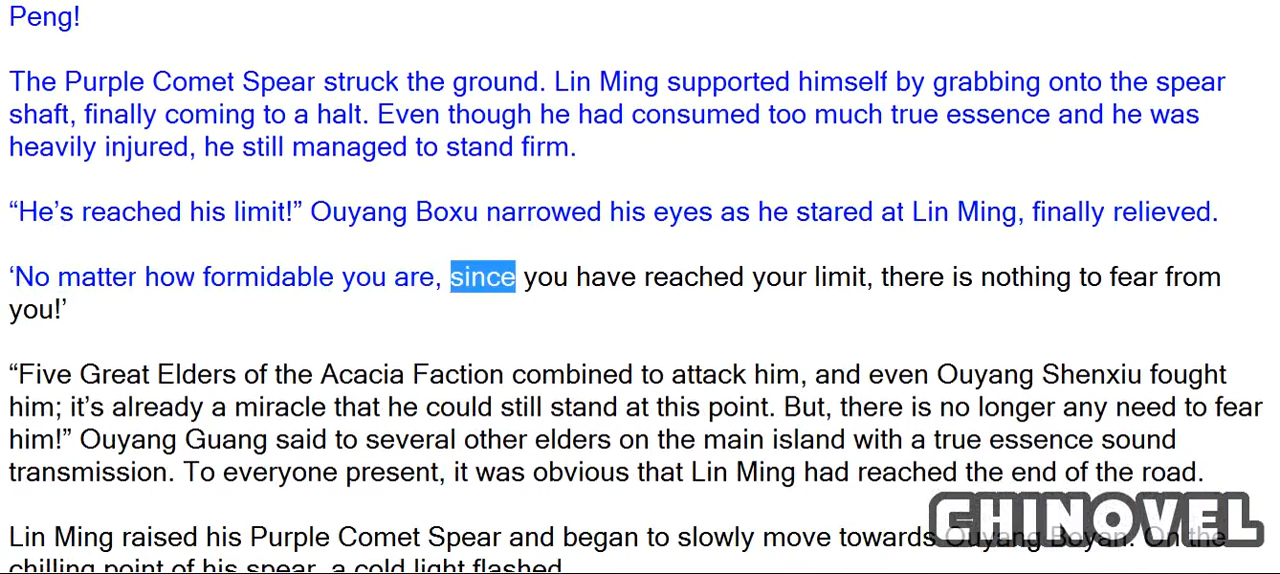 Peng!
The Purple Comet Spear struck the ground. Lin Ming supported himself by grabbing onto the spear
shaft, finally coming to a halt. Even though he had consumed too much true essence and he was
heavily injured, he still managed to stand firm.
“He’s reached his limit!” Ouyang Boxu narrowed his eyes as he stared at Lin Ming, finally relieved.
‘No matter how formidable you are, since you have reached your limit, there is nothing to fear from
you!’
“Five Great Elders of the Acacia Faction combined to attack him, and even Ouyang Shenxiu fought
him; it’s already a miracle that he could still stand at this point. But, there is no longer any need to fear
him!” Ouyang Guang said to several other elders on the main island with a true essence sound
transmission. To everyone present, it was obvious that Lin Ming had reached the end of the road.
Lin Ming raised his Purple Comet Spear and began to slowly move towards Ouyang Boyan. On the
chilling point of his spear, a cold light flashed.
CHINOVEL